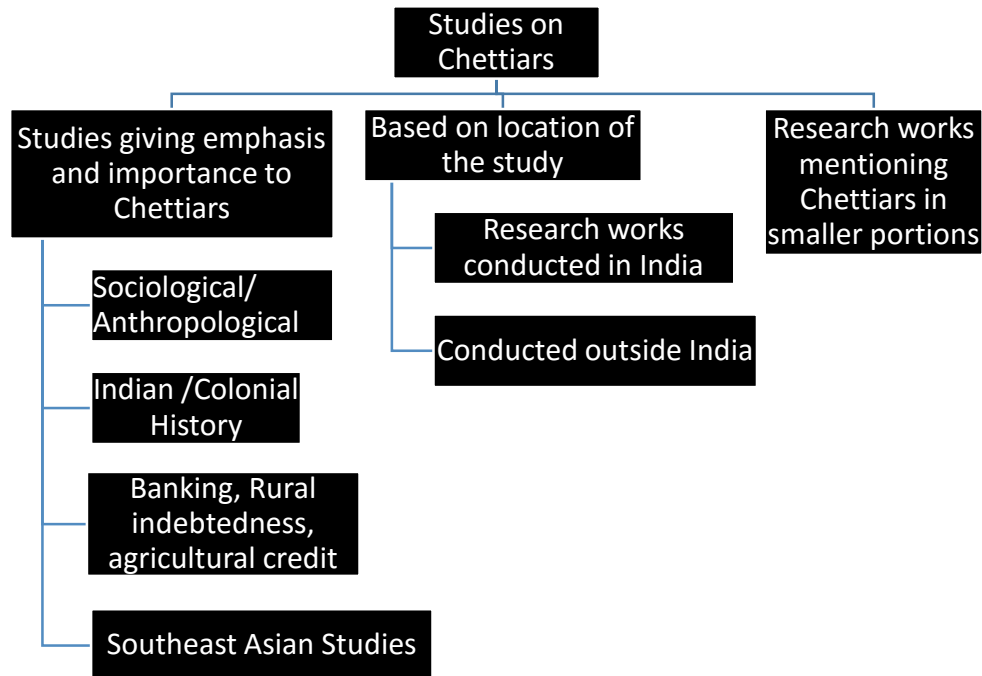 Studies on
Chettiars
Studies giving emphasis
and importance to
Chettiars
Sociological/
Anthropological
Indian /Colonial
History
Banking, Rural
indebtedness,
agricultural credit
Southeast Asian Studies
Based on location of
the study
Research works
conducted in India
Conducted outside India
Research works
mentioning
Chettiars in
smaller portions